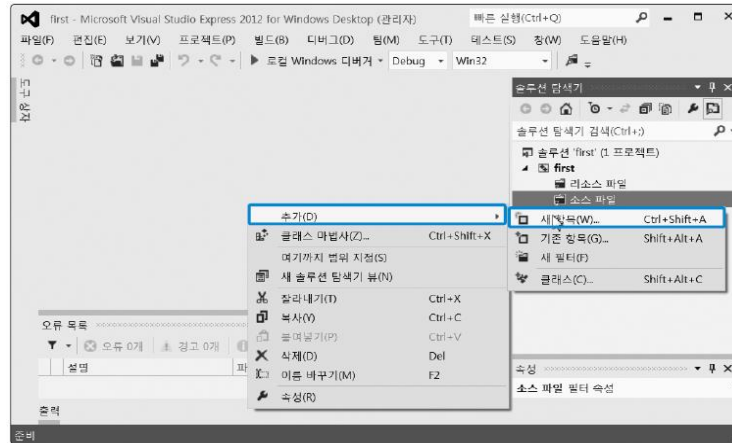 first - Microsoft Visual Studio Express 2012 for Windows Desktop (관리자)
빠른 실행(Ctrl+Q)
파일(F) 편집(E) 보기(V) 프로젝트(P) 빌드(B) 디버그(D) 팀(M) 도구(T) 테스트(S) 창(W) 도움말(H)
로컬 Windows 디버거 Debug Win32
도구 상자
솔루션 탐색기
솔루션 탐색기 검색(Ctrl+;)
솔루션 'first' (1 프로젝트)
first
리소스 파일
소스 파일
추가(D)
클래스 마법사(Z)... Ctrl+Shift+X
여기까지 범위 지정(S)
새 솔루션 탐색기 뷰(N)
잘라내기(T) Ctrl+X
복사(Y) Ctrl+C
붙여넣기(P) Ctrl+V
삭제(D) Del
이름 바꾸기(M) F2
속성(R)
새 항목(W)... Ctrl+Shift+A
기존 항목(G)... Shift+Alt+A
새 필터(F)
클래스(C)... Shift+Alt+C
오류 목록
오류 0개 경고 0개
설명
출력
속성
소스 파일 필터 속성
준비